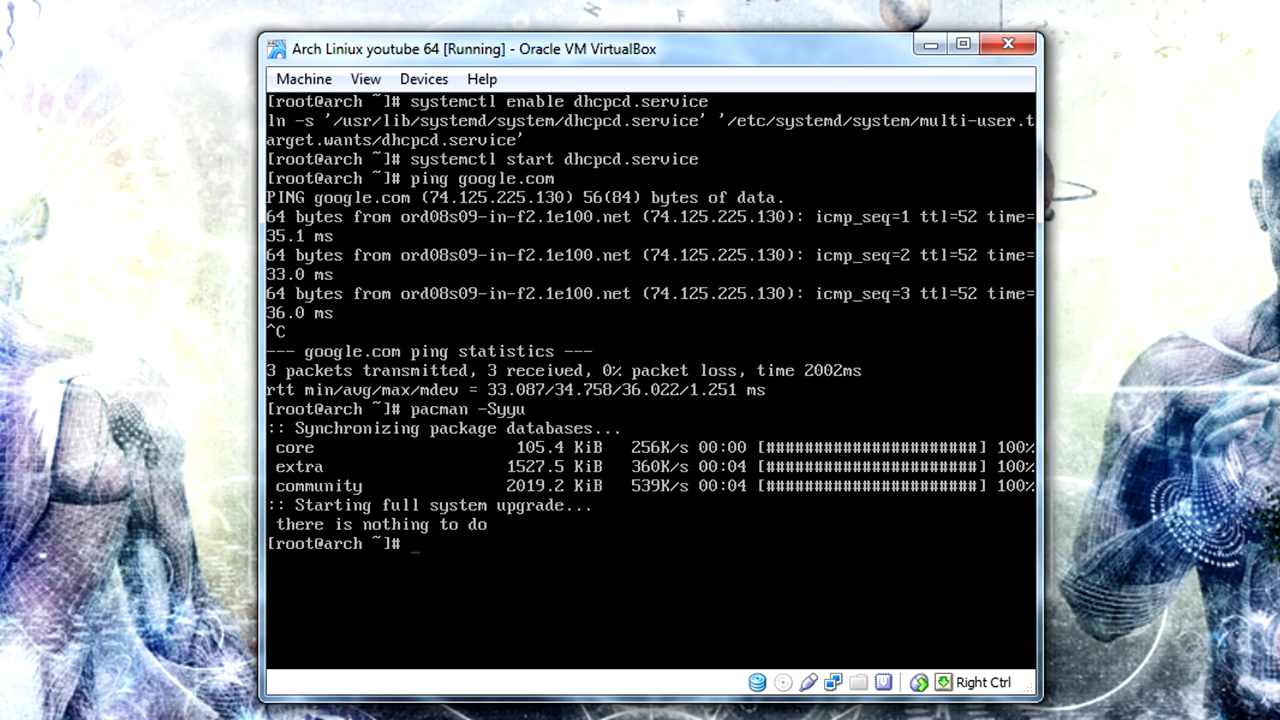 Arch Liniux youtube 64 [Running] - Oracle VM VirtualBox
Machine View Devices Help
[root@arch ~]# systemctl enable dhcpcd.service
ln -s '/usr/lib/systemd/system/dhcpcd.service' '/etc/systemd/system/multi-user.t
arget.wants/dhcpcd.service'
[root@arch ~]# systemctl start dhcpcd.service
[root@arch ~]# ping google.com
PING google.com (74.125.225.130) 56(84) bytes of data.
64 bytes from ord08s09-in-f2.1e100.net (74.125.225.130): icmp_seq=1 ttl=52 time=
35.1 ms
64 bytes from ord08s09-in-f2.1e100.net (74.125.225.130): icmp_seq=2 ttl=52 time=
33.0 ms
64 bytes from ord08s09-in-f2.1e100.net (74.125.225.130): icmp_seq=3 ttl=52 time=
36.0 ms
^C
--- google.com ping statistics ---
3 packets transmitted, 3 received, 0% packet loss, time 2002ms
rtt min/avg/max/mdev = 33.087/34.758/36.022/1.251 ms
[root@arch ~]# pacman -Syyu
:: Synchronizing package databases...
core 105.4 KiB 256K/s 00:00 [######################] 100%
extra 1527.5 KiB 360K/s 00:04 [######################] 100%
community 2019.2 KiB 539K/s 00:04 [######################] 100%
:: Starting full system upgrade...
there is nothing to do
[root@arch ~]# _
Right Ctrl